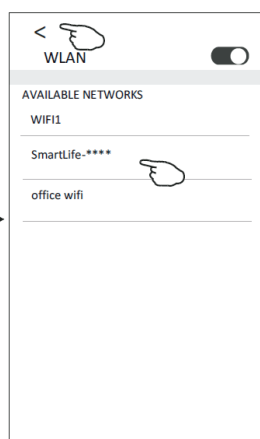 <
WLAN
AVAILABLE NETWORKS
WIFI1
SmartLife-****
office wifi